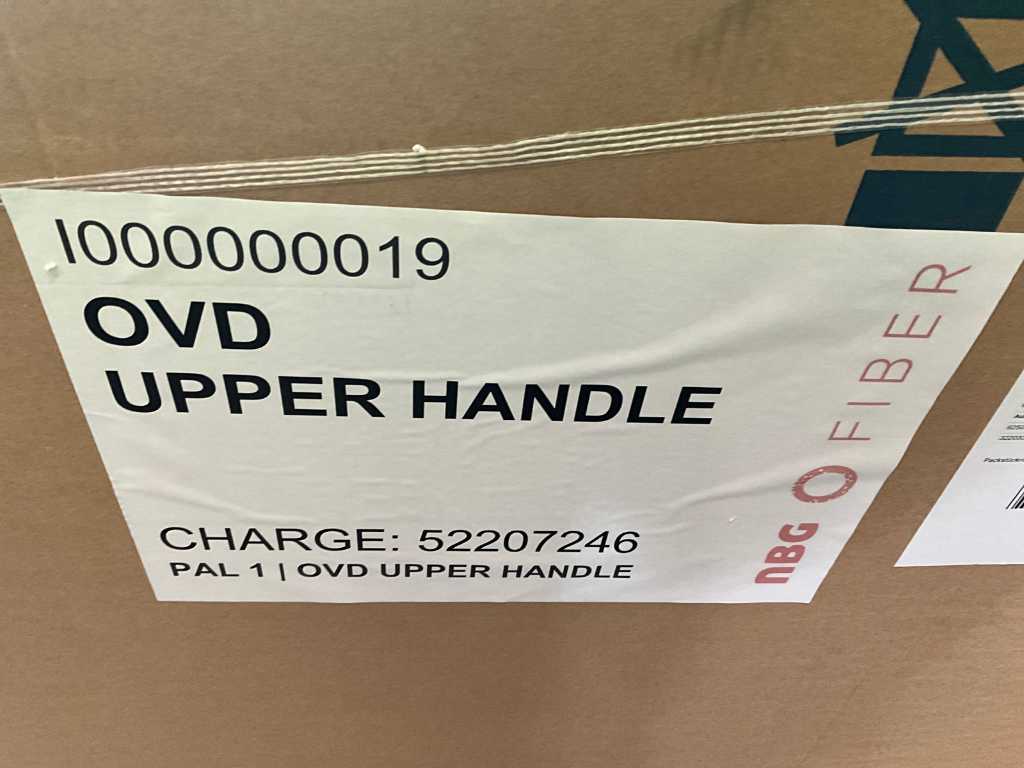 I000000019
OVD
UPPER HANDLE
CHARGE: 52207246
PAL 1 | OVD UPPER HANDLE
NBG FIBER